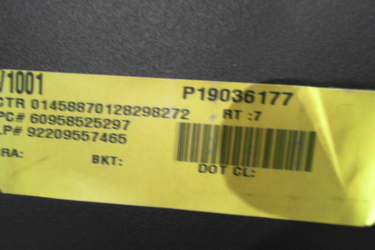 /1001 P19036177
CTR 01458870128298272 RT :7
PC# 60958525297
LP# 92209557465
RA: BKT: DOT CL: